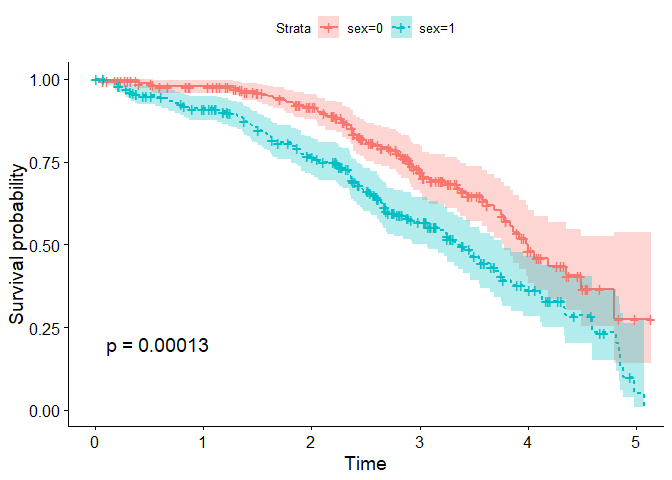 Strata sex=0 sex=1
1.00
0.75
0.50
0.25
0.00
Survival probability
p = 0.00013
0 1 2 3 4 5
Time